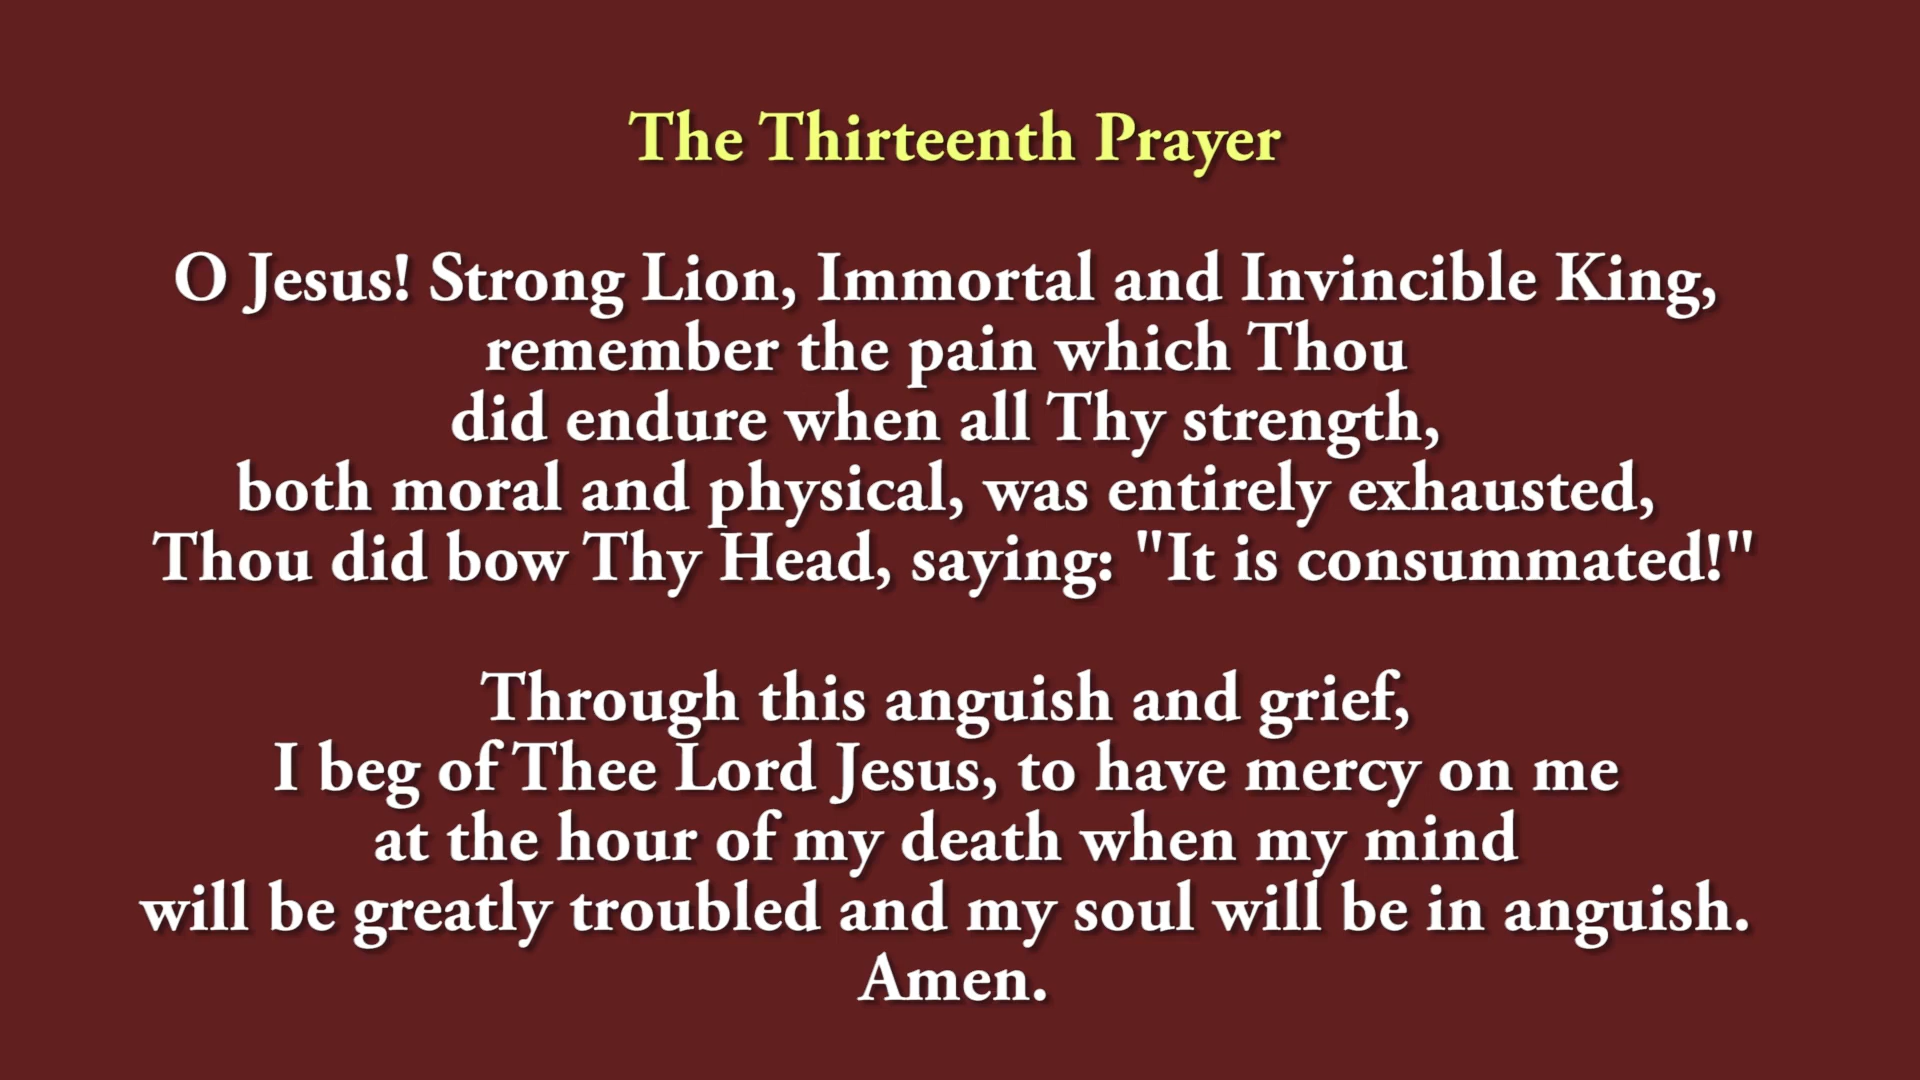 The Thirteenth Prayer
O Jesus! Strong Lion, Immortal and Invincible King,
remember the pain which Thou
did endure when all Thy strength,
both moral and physical, was entirely exhausted,
Thou did bow Thy Head, saying: "It is consummated!"
Through this anguish and grief,
I beg of Thee Lord Jesus, to have mercy on me
at the hour of my death when my mind
will be greatly troubled and my soul will be in anguish.
Amen.